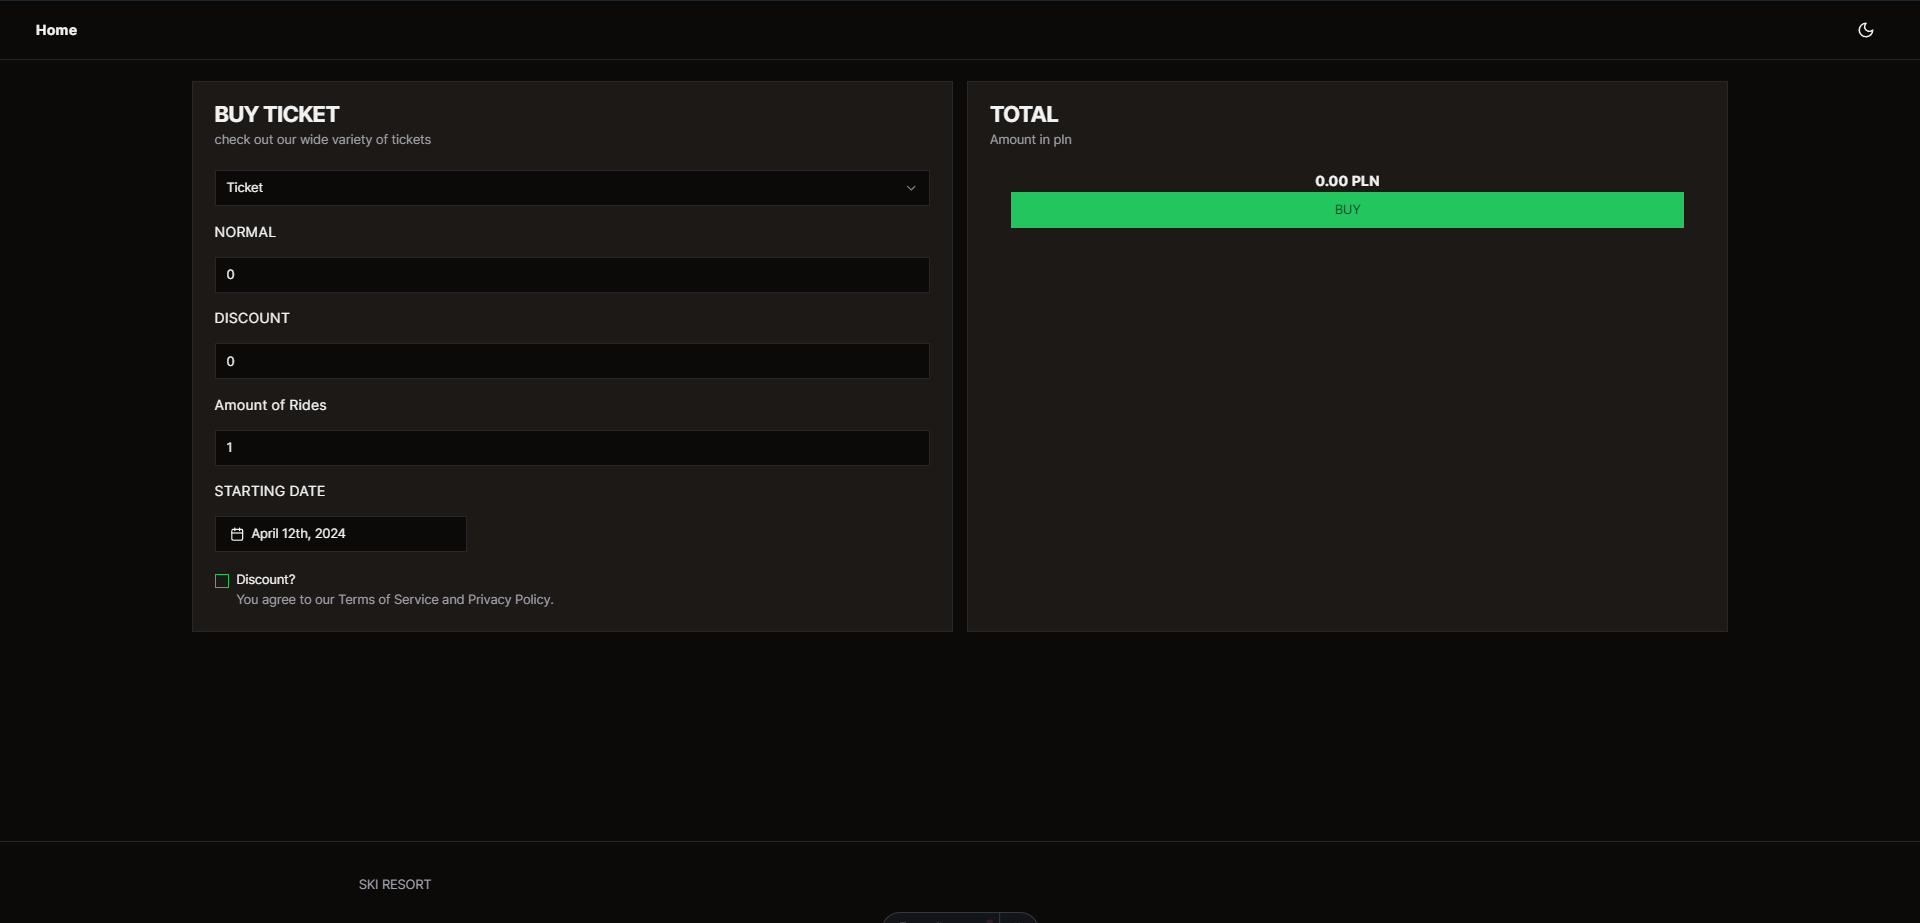 Home
BUY TICKET
check out our wide variety of tickets
Ticket
NORMAL
0
DISCOUNT
0
Amount of Rides
1
STARTING DATE
April 12th, 2024
Discount?
You agree to our Terms of Service and Privacy Policy.
TOTAL
Amount in pln
0.00 PLN
BUY
SKI RESORT